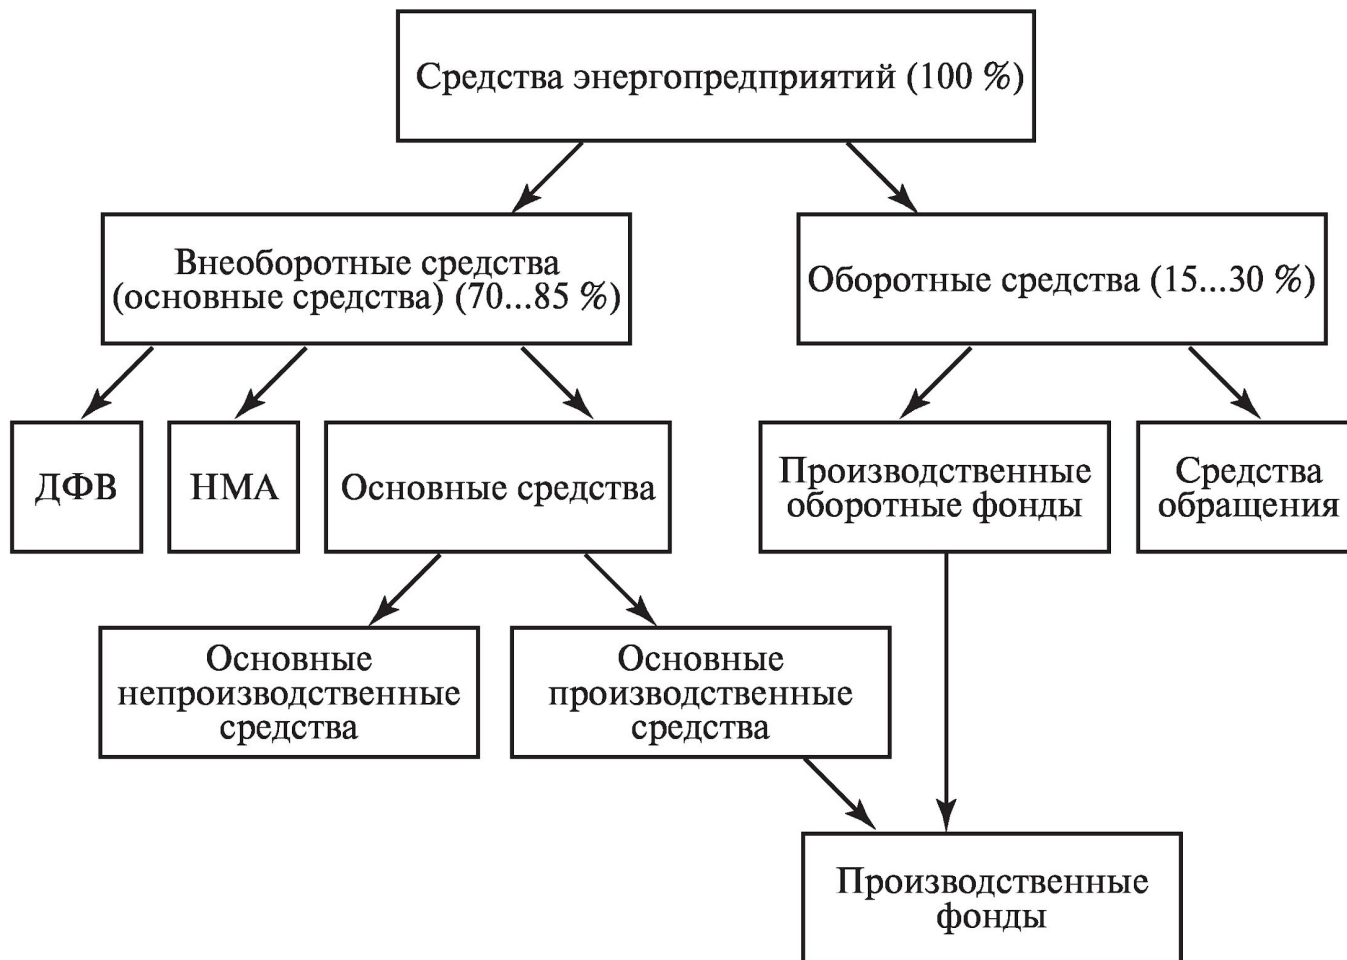 Средства энергопредприятий (100 %)
Внеоборотные средства
(основные средства) (70...85 %)
Оборотные средства (15...30 %)
ДФВ
НМА
Основные средства
Производственные
оборотные фонды
Средства
обращения
Основные
непроизводственные
средства
Основные
производственные
средства
Производственные
фонды